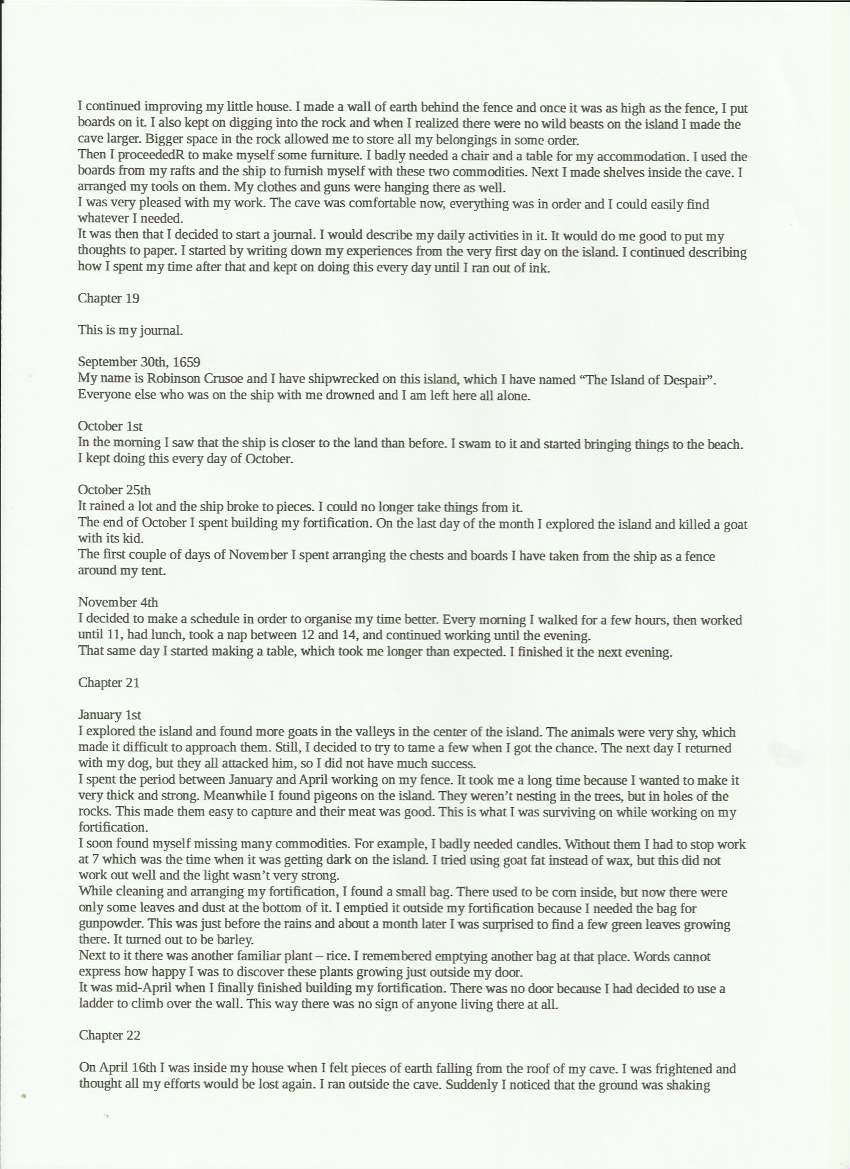 I continued improving my little house. I made a wall of earth behind the fence and once it was as high as the fence, I put
boards on it. I also kept on digging into the rock and when I realized there were no wild beasts on the island I made the
cave larger. Bigger space in the rock allowed me to store all my belongings in some order.
Then I proceededR to make myself some furniture. I badly needed a chair and a table for my accommodation. I used the
boards from my rafts and the ship to furnish myself with these two commodities. Next I made shelves inside the cave. I
arranged my tools on them. My clothes and guns were hanging there as well.
I was very pleased with my work. The cave was comfortable now, everything was in order and I could easily find
whatever I needed.
It was then that I decided to start a journal. I would describe my daily activities in it. It would do me good to put my
thoughts to paper. I started by writing down my experiences from the very first day on the island. I continued describing
how I spent my time after that and kept on doing this every day until I ran out of ink.
Chapter 19
This is my journal.
September 30th, 1659
My name is Robinson Crusoe and I have shipwrecked on this island, which I have named “The Island of Despair”.
Everyone else who was on the ship with me drowned and I am left here all alone.
October 1st
In the morning I saw that the ship is closer to the land than before. I swam to it and started bringing things to the beach.
I kept doing this every day of October.
October 25th
It rained a lot and the ship broke to pieces. I could no longer take things from it.
The end of October I spent building my fortification. On the last day of the month I explored the island and killed a goat
with its kid.
The first couple of days of November I spent arranging the chests and boards I have taken from the ship as a fence
around my tent.
November 4th
I decided to make a schedule in order to organise my time better. Every morning I walked for a few hours, then worked
until 11, had lunch, took a nap between 12 and 14, and continued working until the evening.
That same day I started making a table, which took me longer than expected. I finished it the next evening.
Chapter 21
January 1st
I explored the island and found more goats in the valleys in the center of the island. The animals were very shy, which
made it difficult to approach them. Still, I decided to try to tame a few when I got the chance. The next day I returned
with my dog, but they all attacked him, so I did not have much success.
I spent the period between January and April working on my fence. It took me a long time because I wanted to make it
very thick and strong. Meanwhile I found pigeons on the island. They weren’t nesting in the trees, but in holes of the
rocks. This made them easy to capture and their meat was good. This is what I was surviving on while working on my
fortification.
I soon found myself missing many commodities. For example, I badly needed candles. Without them I had to stop work
at 7 which was the time when it was getting dark on the island. I tried using goat fat instead of wax, but this did not
work out well and the light wasn’t very strong.
While cleaning and arranging my fortification, I found a small bag. There used to be corn inside, but now there were
only some leaves and dust at the bottom of it. I emptied it outside my fortification because I needed the bag for
gunpowder. This was just before the rains and about a month later I was surprised to find a few green leaves growing
there. It turned out to be barley.
Next to it there was another familiar plant – rice. I remembered emptying another bag at that place. Words cannot
express how happy I was to discover these plants growing just outside my door.
It was mid-April when I finally finished building my fortification. There was no door because I had decided to use a
ladder to climb over the wall. This way there was no sign of anyone living there at all.
Chapter 22
On April 16th I was inside my house when I felt pieces of earth falling from the roof of my cave. I was frightened and
thought all my efforts would be lost again. I ran outside the cave. Suddenly I noticed that the ground was shaking